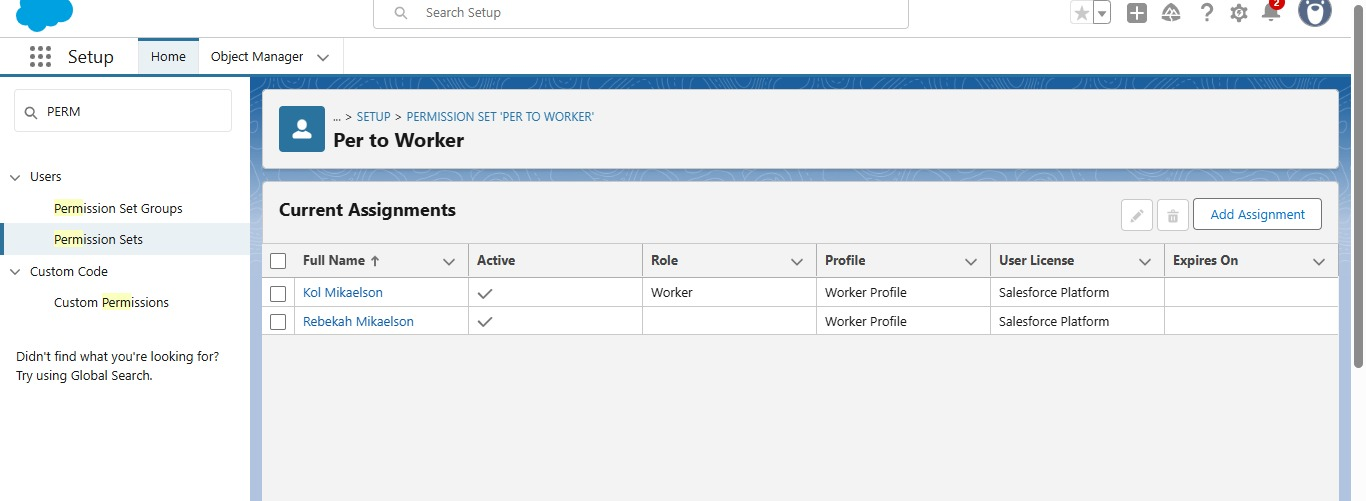 Search Setup
2
Setup Home Object Manager
PERM
Users
Permission Set Groups
Permission Sets
Custom Code
Custom Permissions
Didn't find what you're looking for?
Try using Global Search.
... > SETUP > PERMISSION SET 'PER TO WORKER'
Per to Worker
Current Assignments
Add Assignment
Full Name Active Role Profile User License Expires On
Kol Mikaelson Worker Worker Profile Salesforce Platform
Rebekah Mikaelson Worker Profile Salesforce Platform